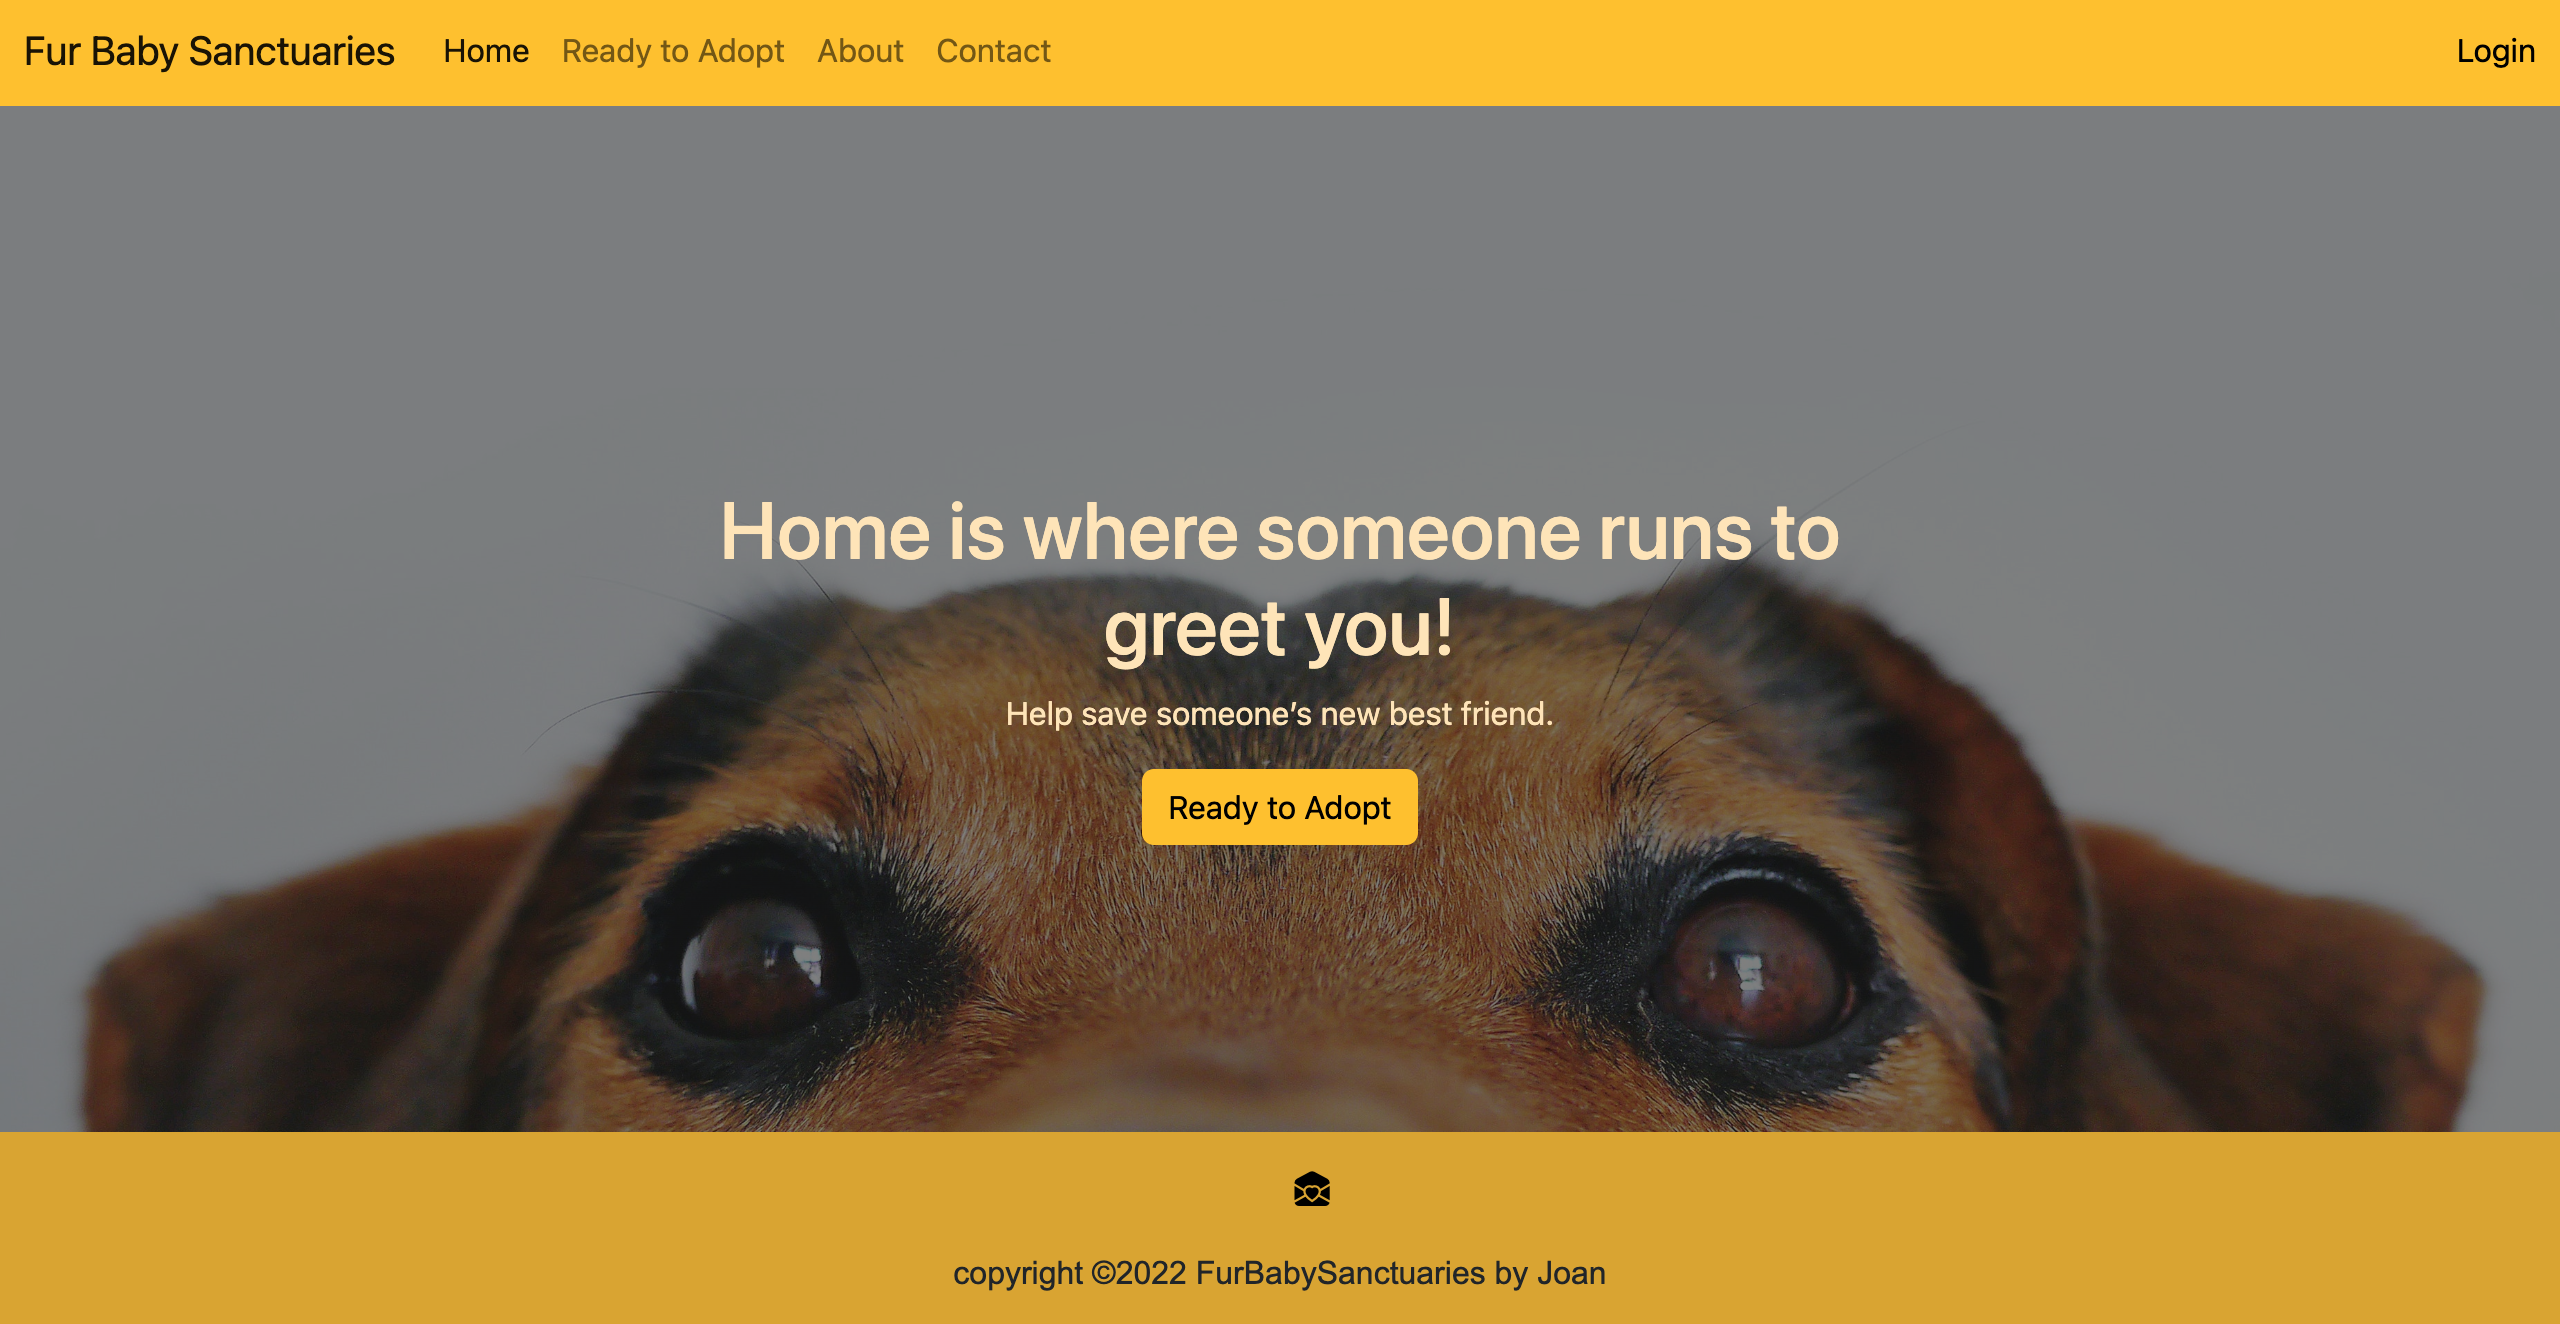 Fur Baby Sanctuaries Home Ready to Adopt About Contact Login
Home is where someone runs to
greet you!
Help save someone’s new best friend.
Ready to Adopt
copyright ©2022 FurBabySanctuaries by Joan